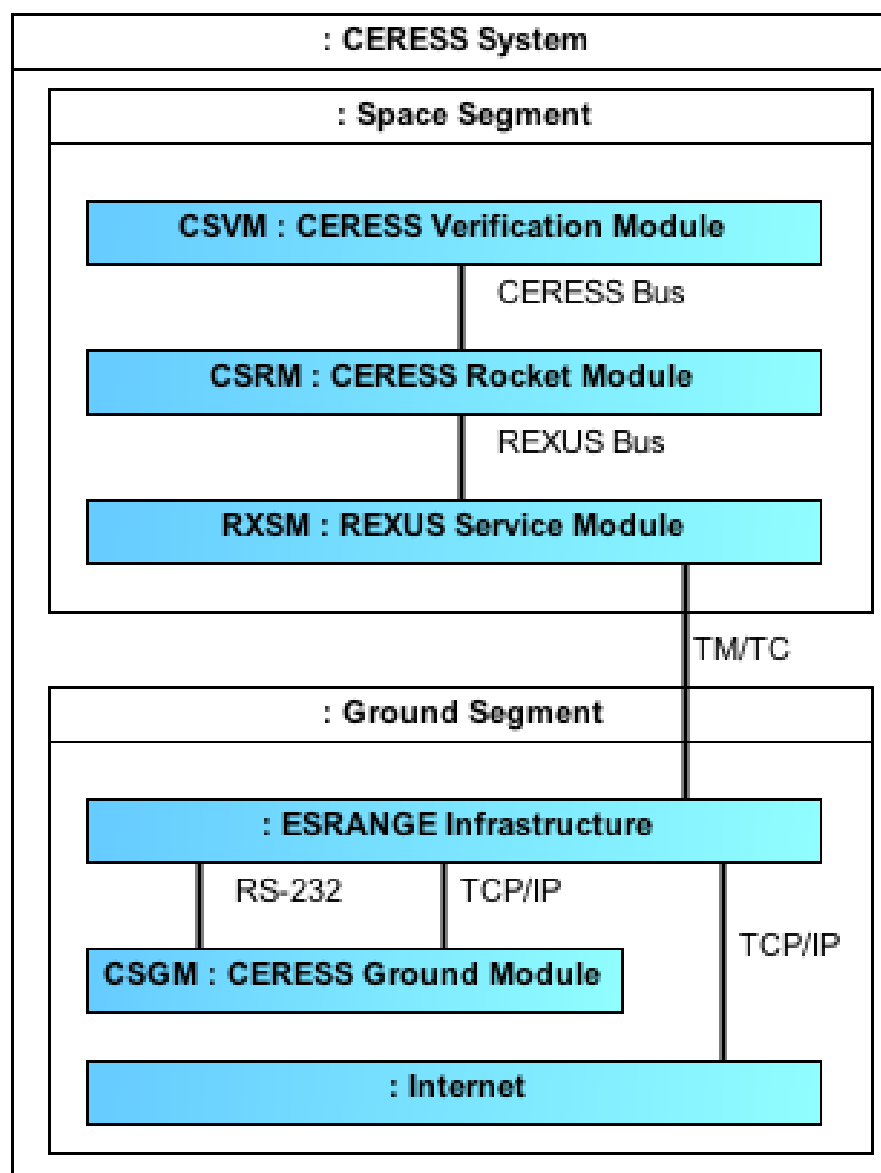 : CERESS System
: Space Segment
CSVM : CERESS Verification Module
CERESS Bus
CSRM : CERESS Rocket Module
REXUS Bus
RXSM : REXUS Service Module
TM/TC
: Ground Segment
: ESRANGE Infrastructure
RS-232
TCP/IP
TCP/IP
CSGM : CERESS Ground Module
: Internet